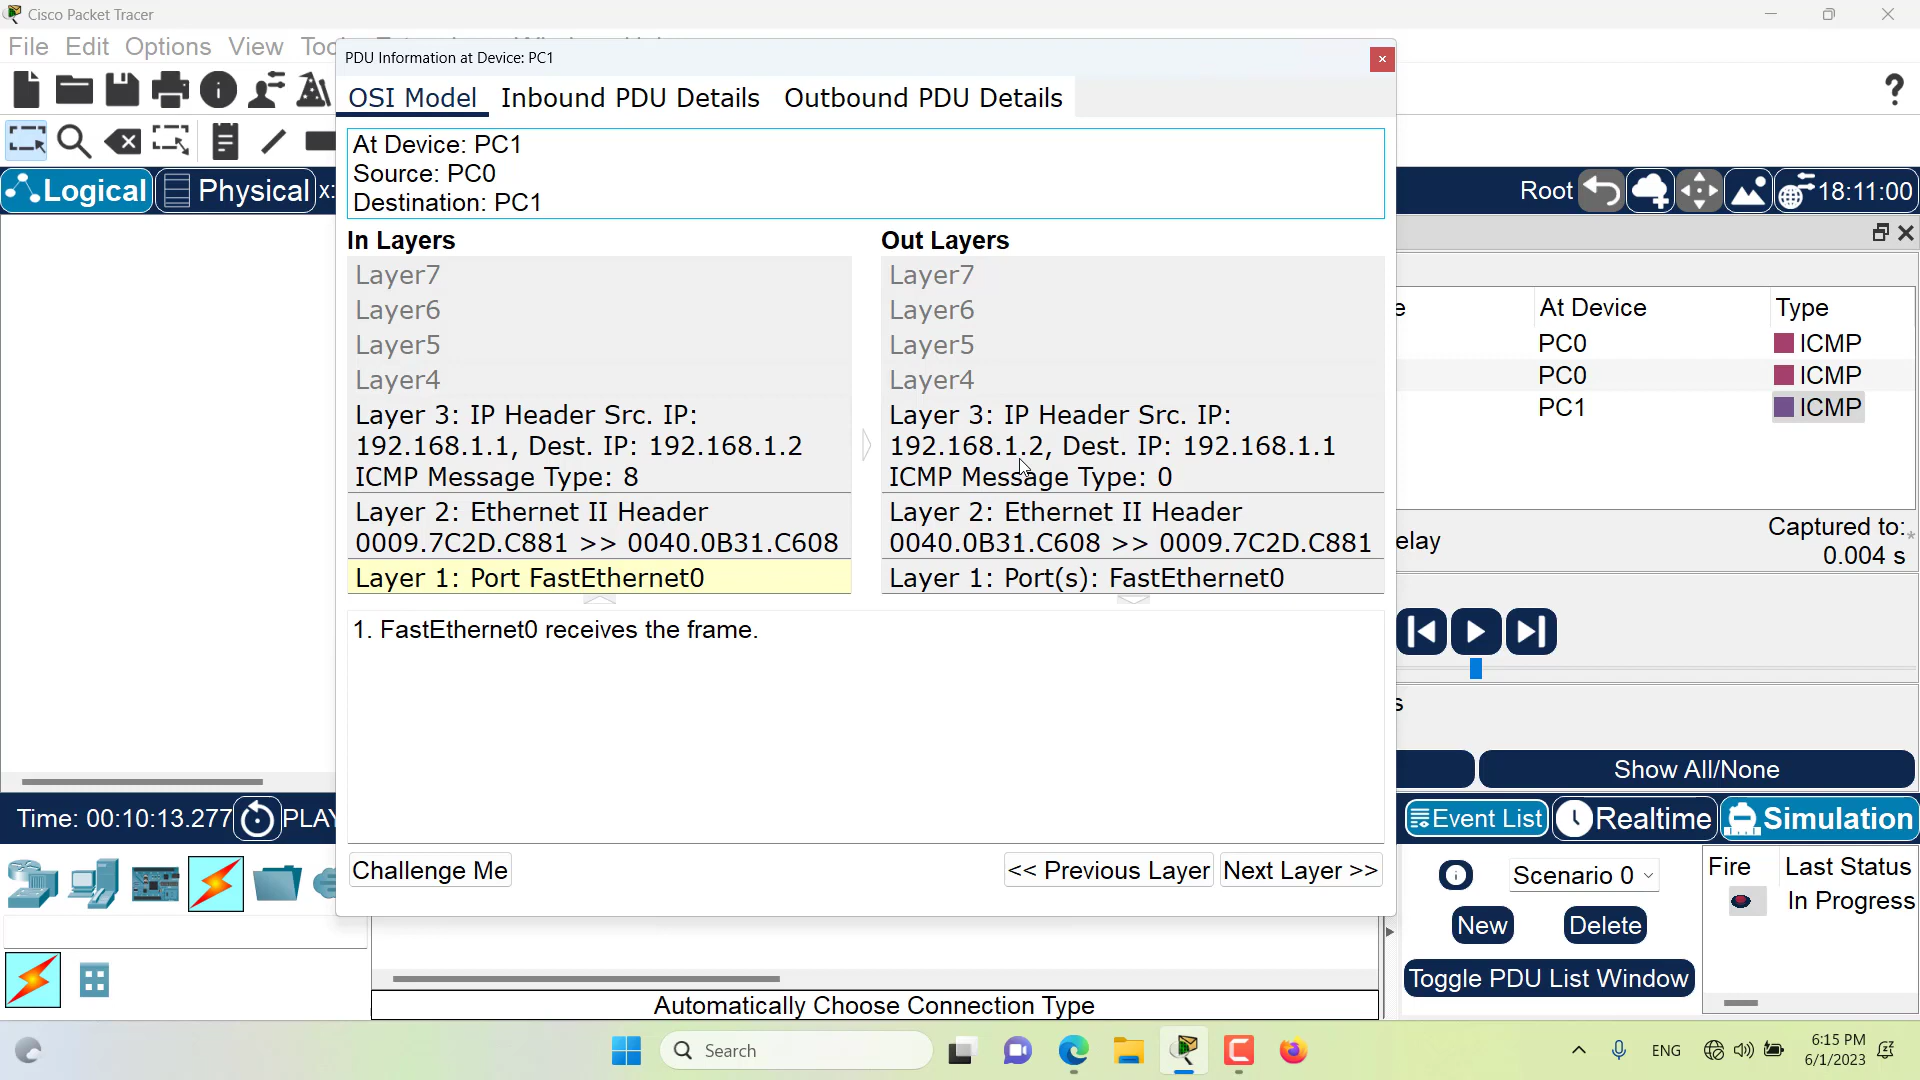 Cisco Packet Tracer
File Edit Options View
PDU Information at Device: PC1
OSI Model Inbound PDU Details Outbound PDU Details
At Device: PC1
Source: PC0
Destination: PC1
Logical Physical x:
Root 18:11:00
In Layers Out Layers
Layer7 Layer7
Layer6 Layer6
Layer5 Layer5
Layer4 Layer4
Layer 3: IP Header Src. IP:
192.168.1.1, Dest. IP: 192.168.1.2
ICMP Message Type: 8
Layer 3: IP Header Src. IP:
192.168.1.2, Dest. IP: 192.168.1.1
ICMP Message Type: 0
Layer 2: Ethernet II Header
0009.7C2D.C881 >> 0040.0B31.C608
Layer 2: Ethernet II Header
0040.0B31.C608 >> 0009.7C2D.C881
Layer 1: Port FastEthernet0
Layer 1: Port(s): FastEthernet0
1. FastEthernet0 receives the frame.
Challenge Me << Previous Layer Next Layer >>
e At Device Type
PC0 ICMP
PC0 ICMP
PC1 ICMP
elay
Captured to:*
0.004 s
s
Show All/None
Time: 00:10:13.277 PLAY
Event List Realtime Simulation
Scenario 0
New Delete
Toggle PDU List Window
Fire Last Status
In Progress
Automatically Choose Connection Type
Search
ENG
6:15 PM
6/1/2023